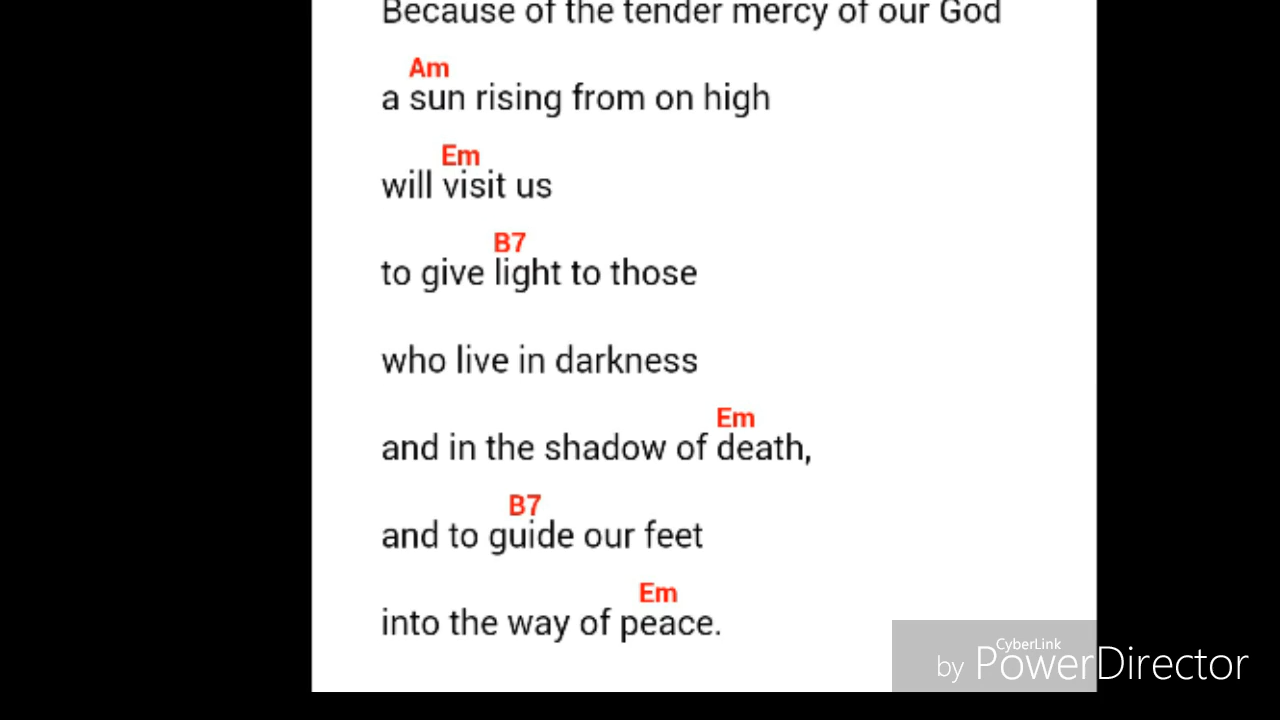 Because of the tender mercy of our God
Am
a sun rising from on high
Em
will visit us
B7
to give light to those
who live in darkness
Em
and in the shadow of death,
B7
and to guide our feet
Em
into the way of peace.
CyberLink
by PowerDirector